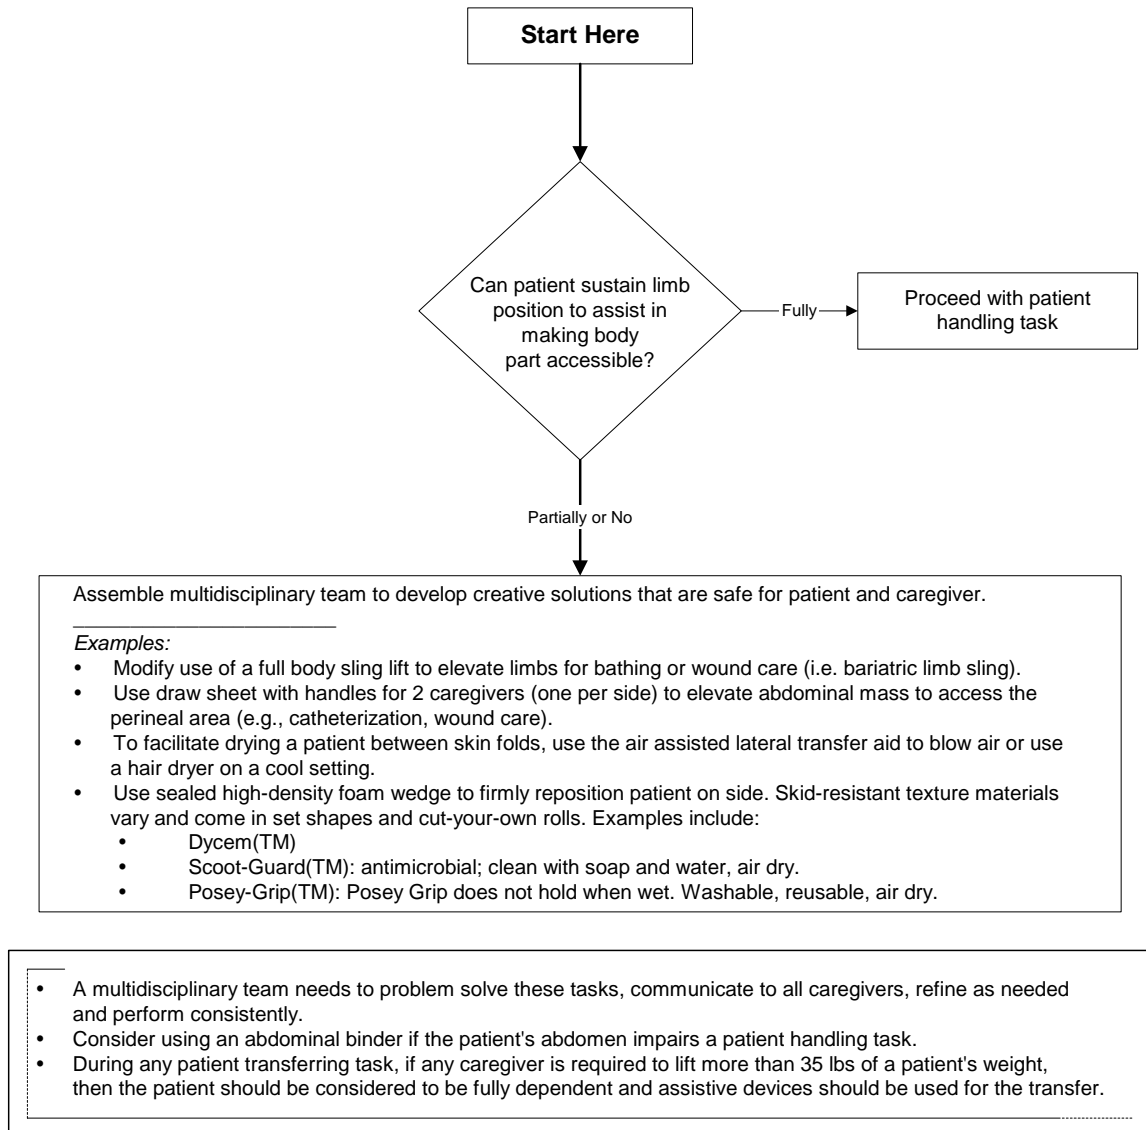 Start Here
Can patient sustain limb
position to assist in
making body
part accessible?
Fully
Proceed with patient
handling task
Partially or No
Assemble multidisciplinary team to develop creative solutions that are safe for patient and caregiver.
Examples:
• Modify use of a full body sling lift to elevate limbs for bathing or wound care (i.e. bariatric limb sling).
• Use draw sheet with handles for 2 caregivers (one per side) to elevate abdominal mass to access the
perineal area (e.g., catheterization, wound care).
• To facilitate drying a patient between skin folds, use the air assisted lateral transfer aid to blow air or use
a hair dryer on a cool setting.
• Use sealed high-density foam wedge to firmly reposition patient on side. Skid-resistant texture materials
vary and come in set shapes and cut-your-own rolls. Examples include:
• Dycem(TM)
• Scoot-Guard(TM): antimicrobial; clean with soap and water, air dry.
• Posey-Grip(TM): Posey Grip does not hold when wet. Washable, reusable, air dry.
• A multidisciplinary team needs to problem solve these tasks, communicate to all caregivers, refine as needed
and perform consistently.
• Consider using an abdominal binder if the patient's abdomen impairs a patient handling task.
• During any patient transferring task, if any caregiver is required to lift more than 35 lbs of a patient's weight,
then the patient should be considered to be fully dependent and assistive devices should be used for the transfer.